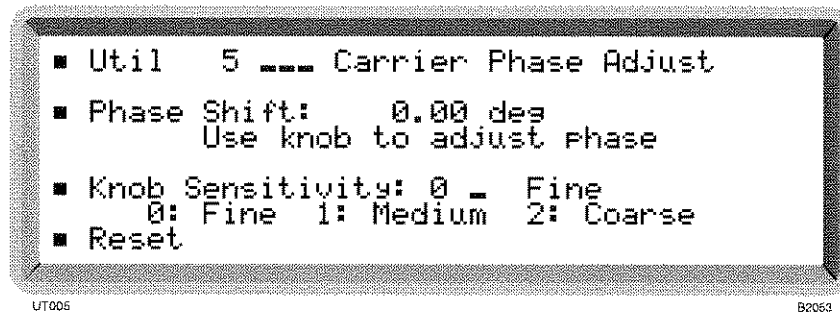 ▪ Util 5 ___ Carrier Phase Adjust
▪ Phase Shift: 0.00 deg
Use knob to adjust phase
▪ Knob Sensitivity: 0 _ Fine
0: Fine 1: Medium 2: Coarse
▪ Reset
UT005 B2053